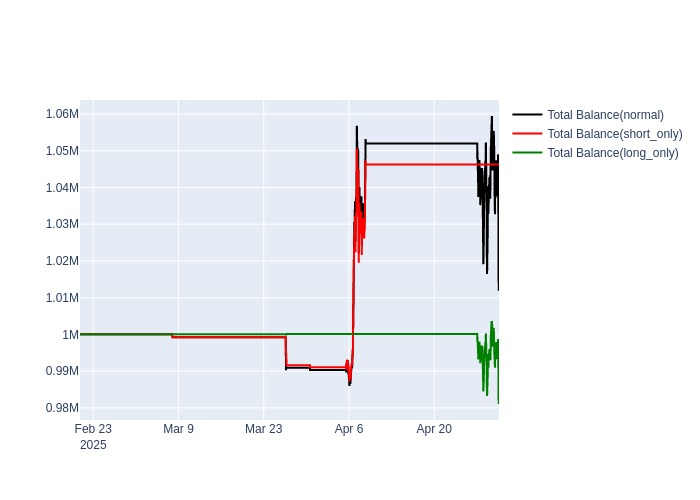 1.06M
1.05M
1.04M
1.03M
1.02M
1.01M
1M
0.99M
0.98M
Feb 23 Mar 9 Mar 23 Apr 6 Apr 20
2025
Total Balance(normal)
Total Balance(short_only)
Total Balance(long_only)